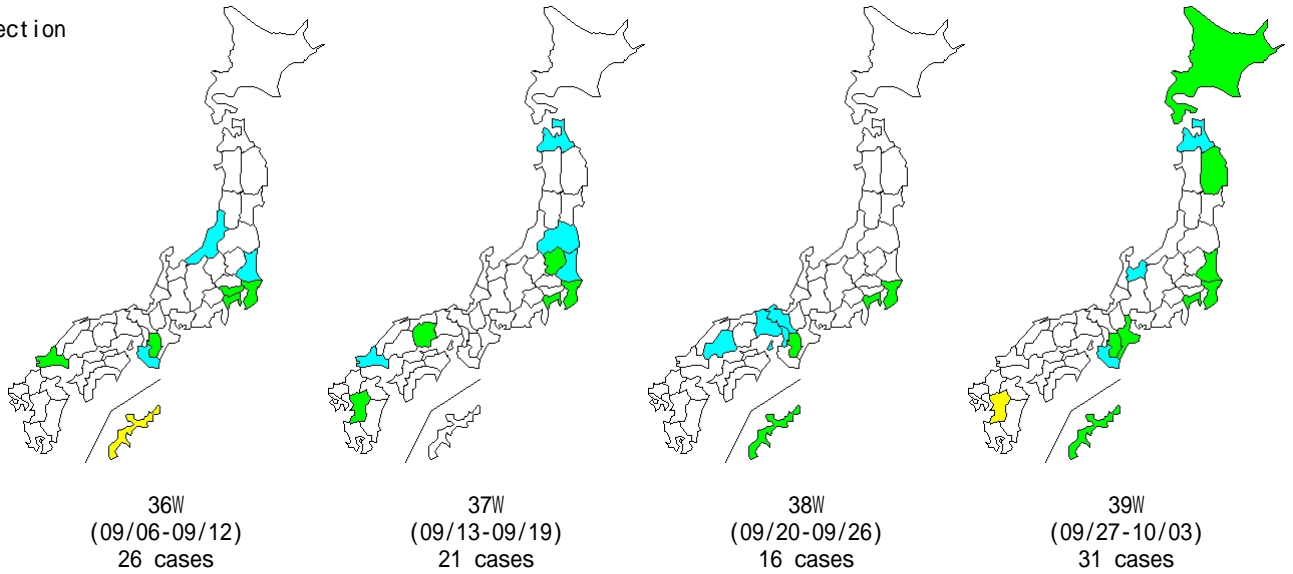 ection
36W
(09/06-09/12)
26 cases
37W
(09/13-09/19)
21 cases
38W
(09/20-09/26)
16 cases
39W
(09/27-10/03)
31 cases